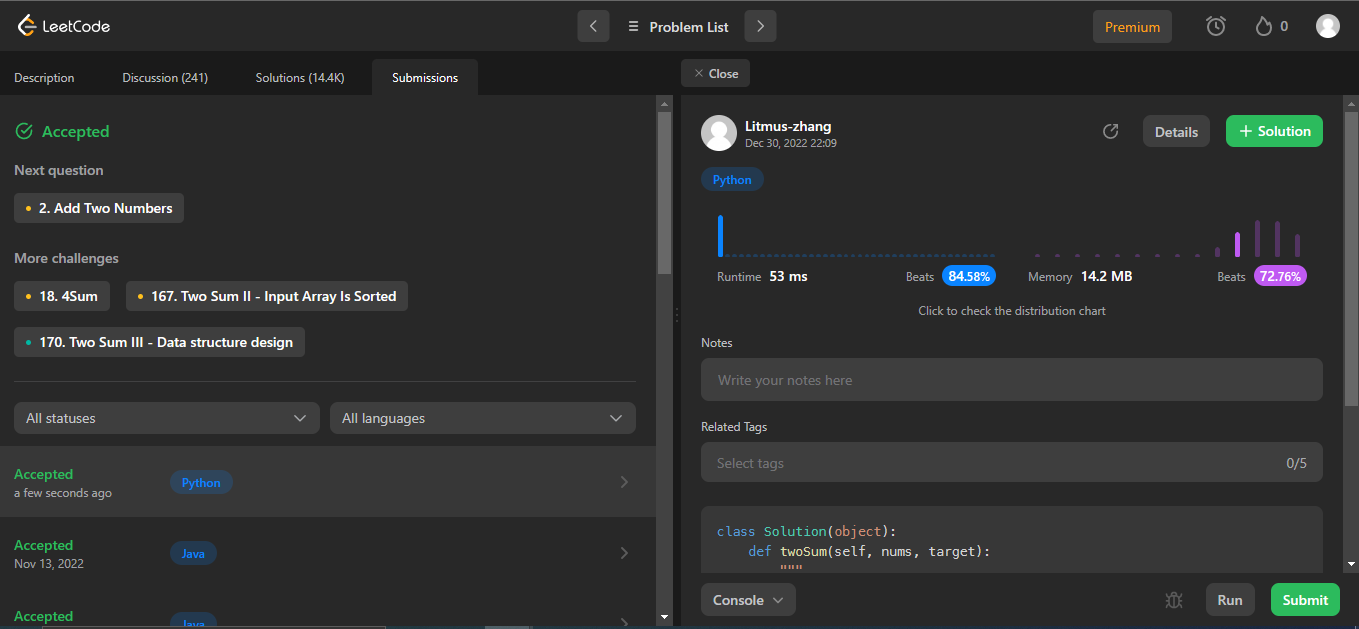 LeetCode
Problem List
Premium
0
Description
Discussion (241)
Solutions (14.4K)
Submissions
Close
Accepted
Next question
2. Add Two Numbers
More challenges
18. 4Sum
167. Two Sum II - Input Array Is Sorted
170. Two Sum III - Data structure design
All statuses
All languages
Accepted
Python
a few seconds ago
Accepted
Java
Nov 13, 2022
Accepted
Java
Litmus-zhang
Dec 30, 2022 22:09
Details
+ Solution
Python
Runtime 53 ms
Beats 84.58%
Memory 14.2 MB
Beats 72.76%
Click to check the distribution chart
Notes
Write your notes here
Related Tags
Select tags
0/5
class Solution(object):
def twoSum(self, nums, target):
"""
Console
Run
Submit